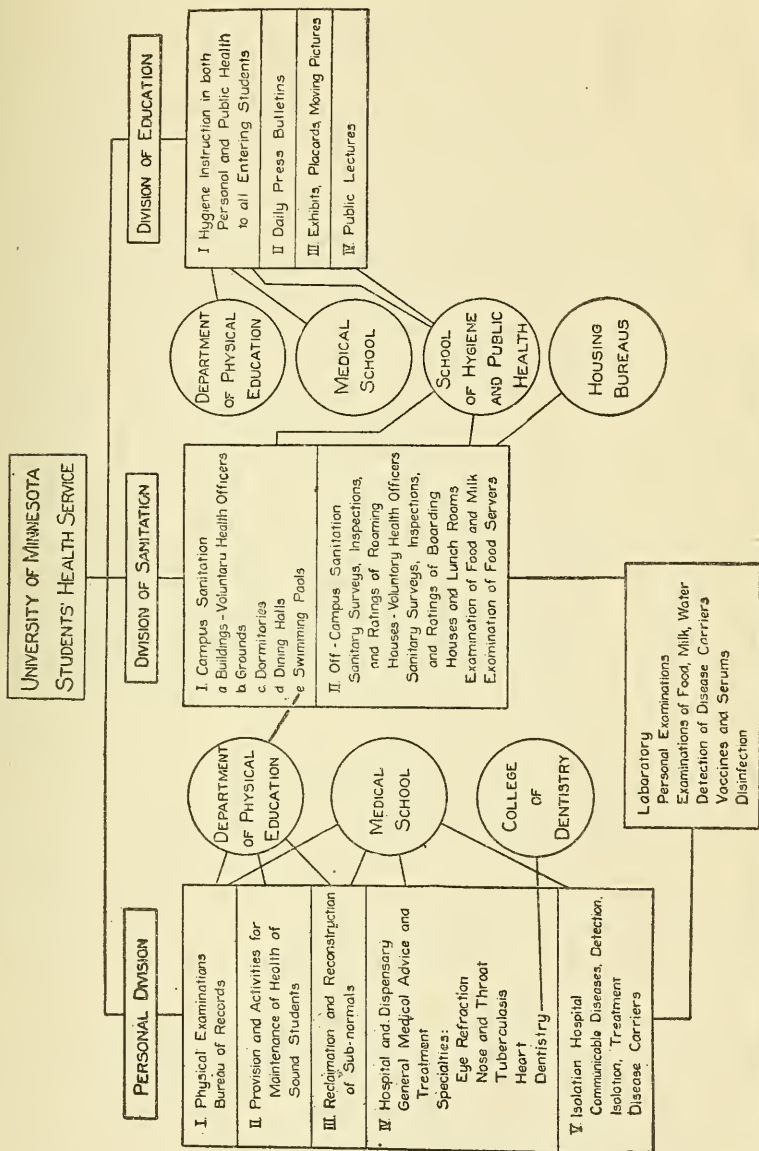 UNIVERSITY OF MINNESOTA
STUDENTS' HEALTH SERVICE
PERSONAL DIVISION
I. Physical Examinations
Bureau of Records
II. Provision and Activities for
Maintenance of Health of
Sound Students
III. Reclaimation and Reconstruction
of "Sub-normals
IV. Hospital and Dispensary
General Medical Advice and
Treatment
Specialties:
Eye Refraction
Nose and Throat
Tuberculosis
Heart
Dentistry
V. Isolation Hospital
Communicable Diseases, Detection,
Isolation, Treatment
Disease Carriers
DEPARTMENT
OF PHYSICAL
EDUCATION
MEDICAL
SCHOOL
COLLEGE
OF
DENTISTRY
DIVISION OF SANITATION
I. Campus Sanitation
a Buildings - Voluntary Health Officers
b Grounds
c. Dormitories
d Dining Halls
e Swimming Pools
II. Off-Campus Sanitation
Sanitary Surveys, Inspections,
and Ratings of Rooming
Houses - Voluntary Health Officers
Sanitary Surveys, Inspections,
and Ratings of Boarding
Houses and Lunch Rooms
Examination of Food and Milk
Examination of Food Servers
Laboratory
Personal Examinations
Examinations of Food, Milk, Water
Detection of Disease Carriers
Vaccines and Serums
Disinfection
DEPARTMENT
OF PHYSICAL
EDUCATION
MEDICAL
SCHOOL
SCHOOL
OF HYGIENE
AND PUBLIC
HEALTH
HOUSING
BUREAUS
DIVISION OF EDUCATION
I Hygiene Instruction in both
Personal and Public Health
to all Entering Students
II Daily Press Bulletins
III. Exhibits, Placards, Moving Pictures
IV. Public Lectures